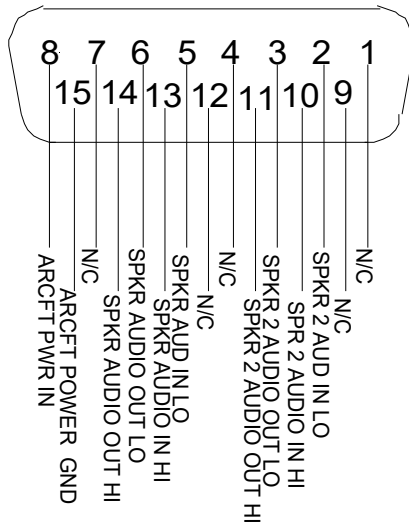 8 7 6 5 4 3 2 1
15 14 13 12 11 10 9
ARCFT PWR IN
ARCFT POWER GND
N/C
SPKR AUDIO OUT HI
SPKR AUDIO OUT LO
SPKR AUDIO IN HI
SPKR AUD IN LO
N/C
N/C
SPKR 2 AUDIO OUT HI
SPKR 2 AUDIO OUT LO
SPR 2 AUDIO IN HI
SPKR 2 AUD IN LO
N/C
N/C